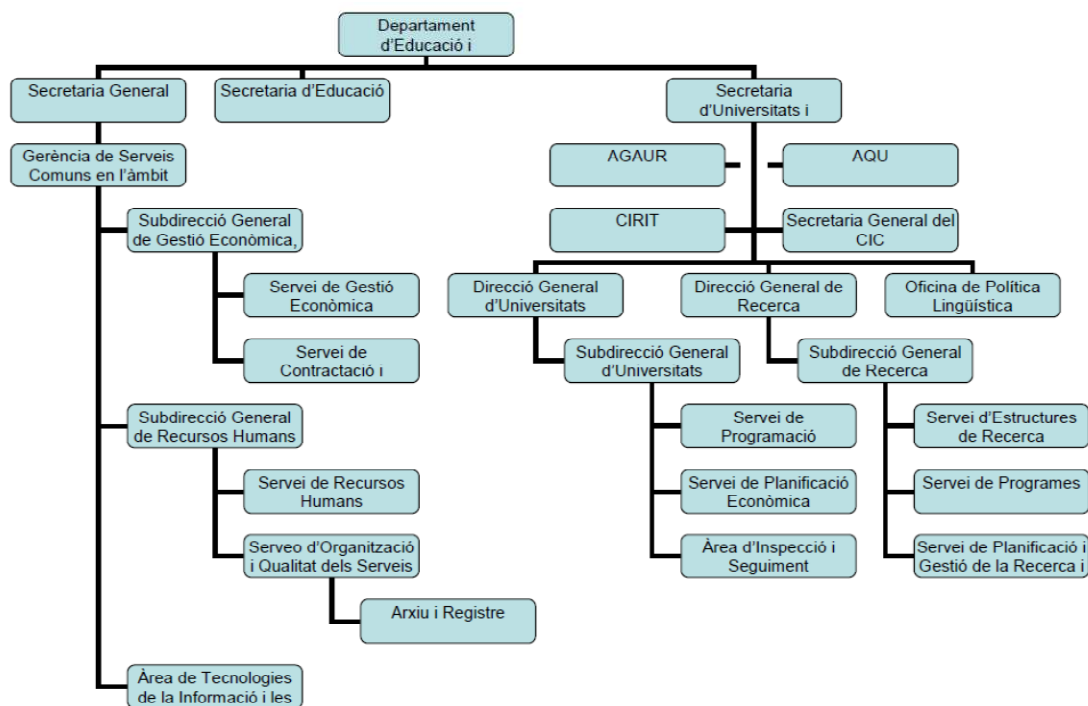 Departament
d'Educació i
Secretaria General
Secretaria d'Educació
Secretaria
d'Universitats i
Gerència de Serveis
Comuns en l'àmbit
AGAUR
AQU
CIRIT
Secretaria General del
CIC
Subdirecció General
de Gestió Econòmica,
Servei de Gestió
Econòmica
Servei de
Contractació i
Subdirecció General
de Recursos Humans
Servei de Recursos
Humans
Serveo d'Organització
i Qualitat dels Serveis
Arxiu i Registre
Àrea de Tecnologies
de la Informació i les
Direcció General
d'Universitats
Direcció General de
Recerca
Oficina de Política
Lingüística
Subdirecció General
d'Universitats
Subdirecció General
de Recerca
Servei de
Programació
Servei de Planificació
Econòmica
Àrea d'Inspecció i
Seguiment
Servei d'Estructures
de Recerca
Servei de Programes
Servei de Planificació i
Gestió de la Recerca i